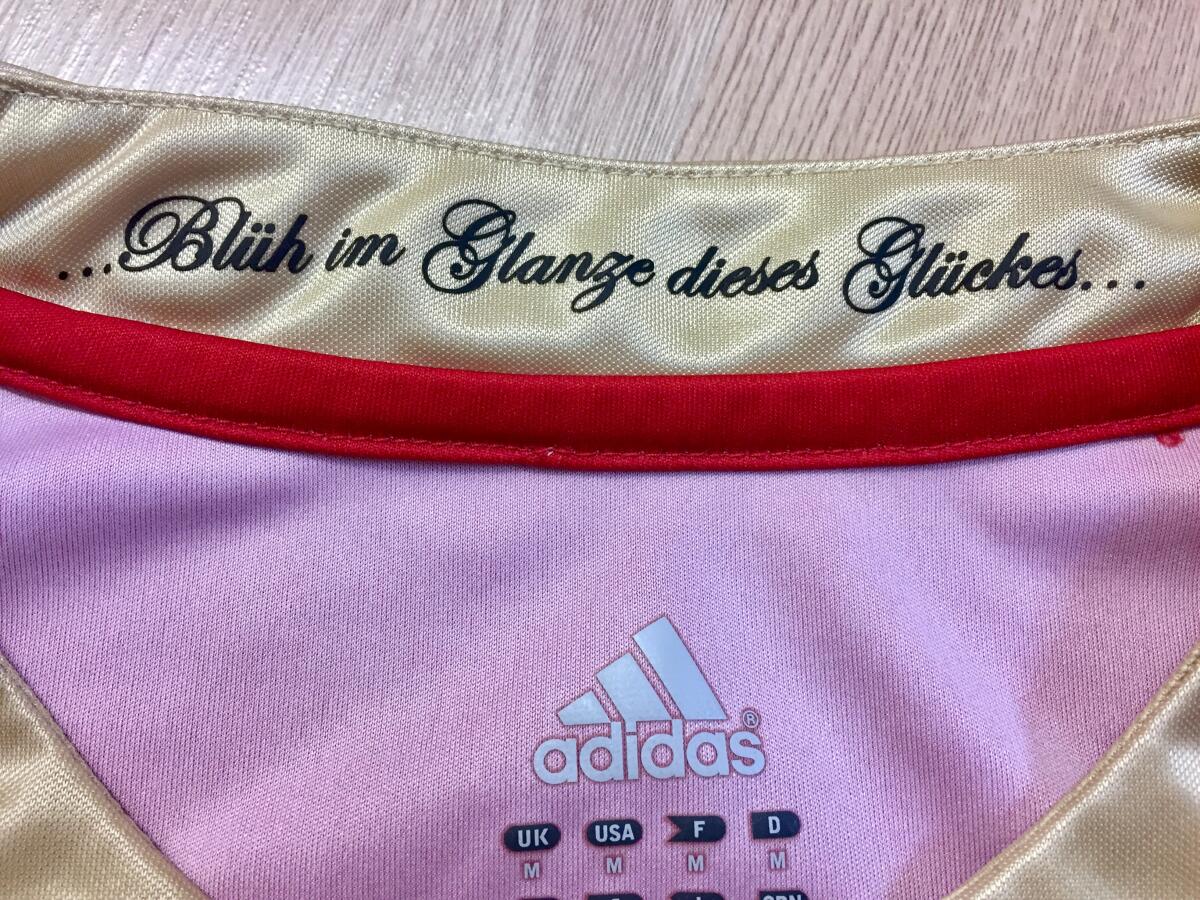 ...Blüh im Glanze dieses Glückes...
adidas®
UK USA F D
M M M M